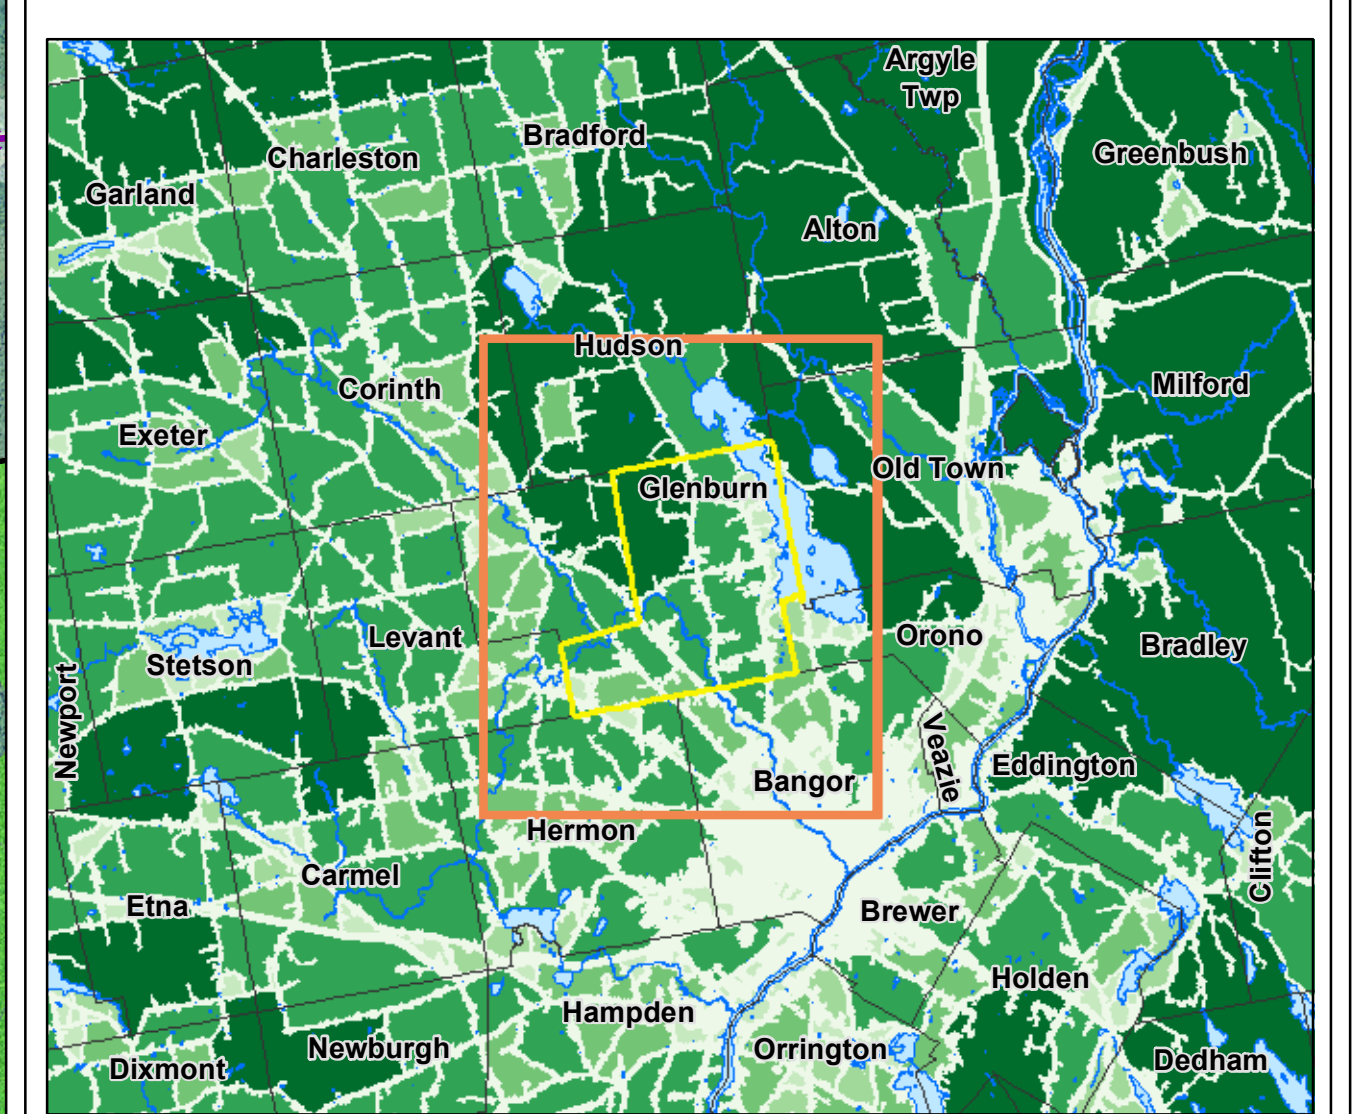 Argyle
Twp
Bradford
Charleston
Greenbush
Garland
Alton
Hudson
Corinth
Milford
Exeter
Old Town
Glenburn
Levant
Orono
Bradley
Stetson
Newport
Veazie
Eddington
Bangor
Hermon
Clifton
Carmel
Etna
Brewer
Holden
Hampden
Newburgh
Orrington
Dedham
Dixmont